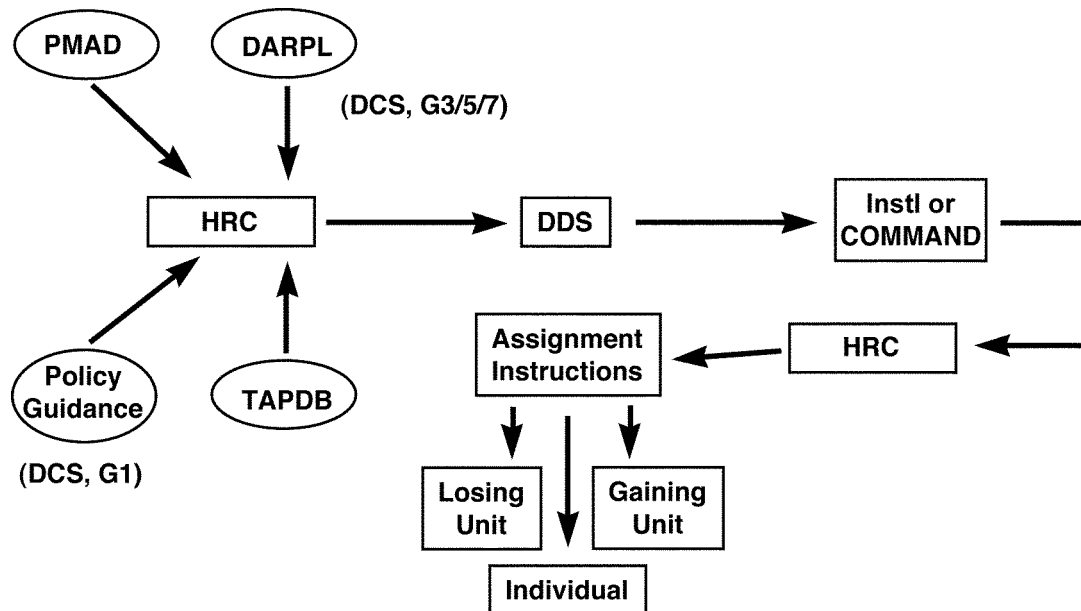 PMAD
DARPL
(DCS, G3/5/7)
HRC
DDS
Instl or
COMMAND
Assignment
Instructions
HRC
Policy
Guidance
TAPDB
(DCS, G1)
Losing
Unit
Gaining
Unit
Individual